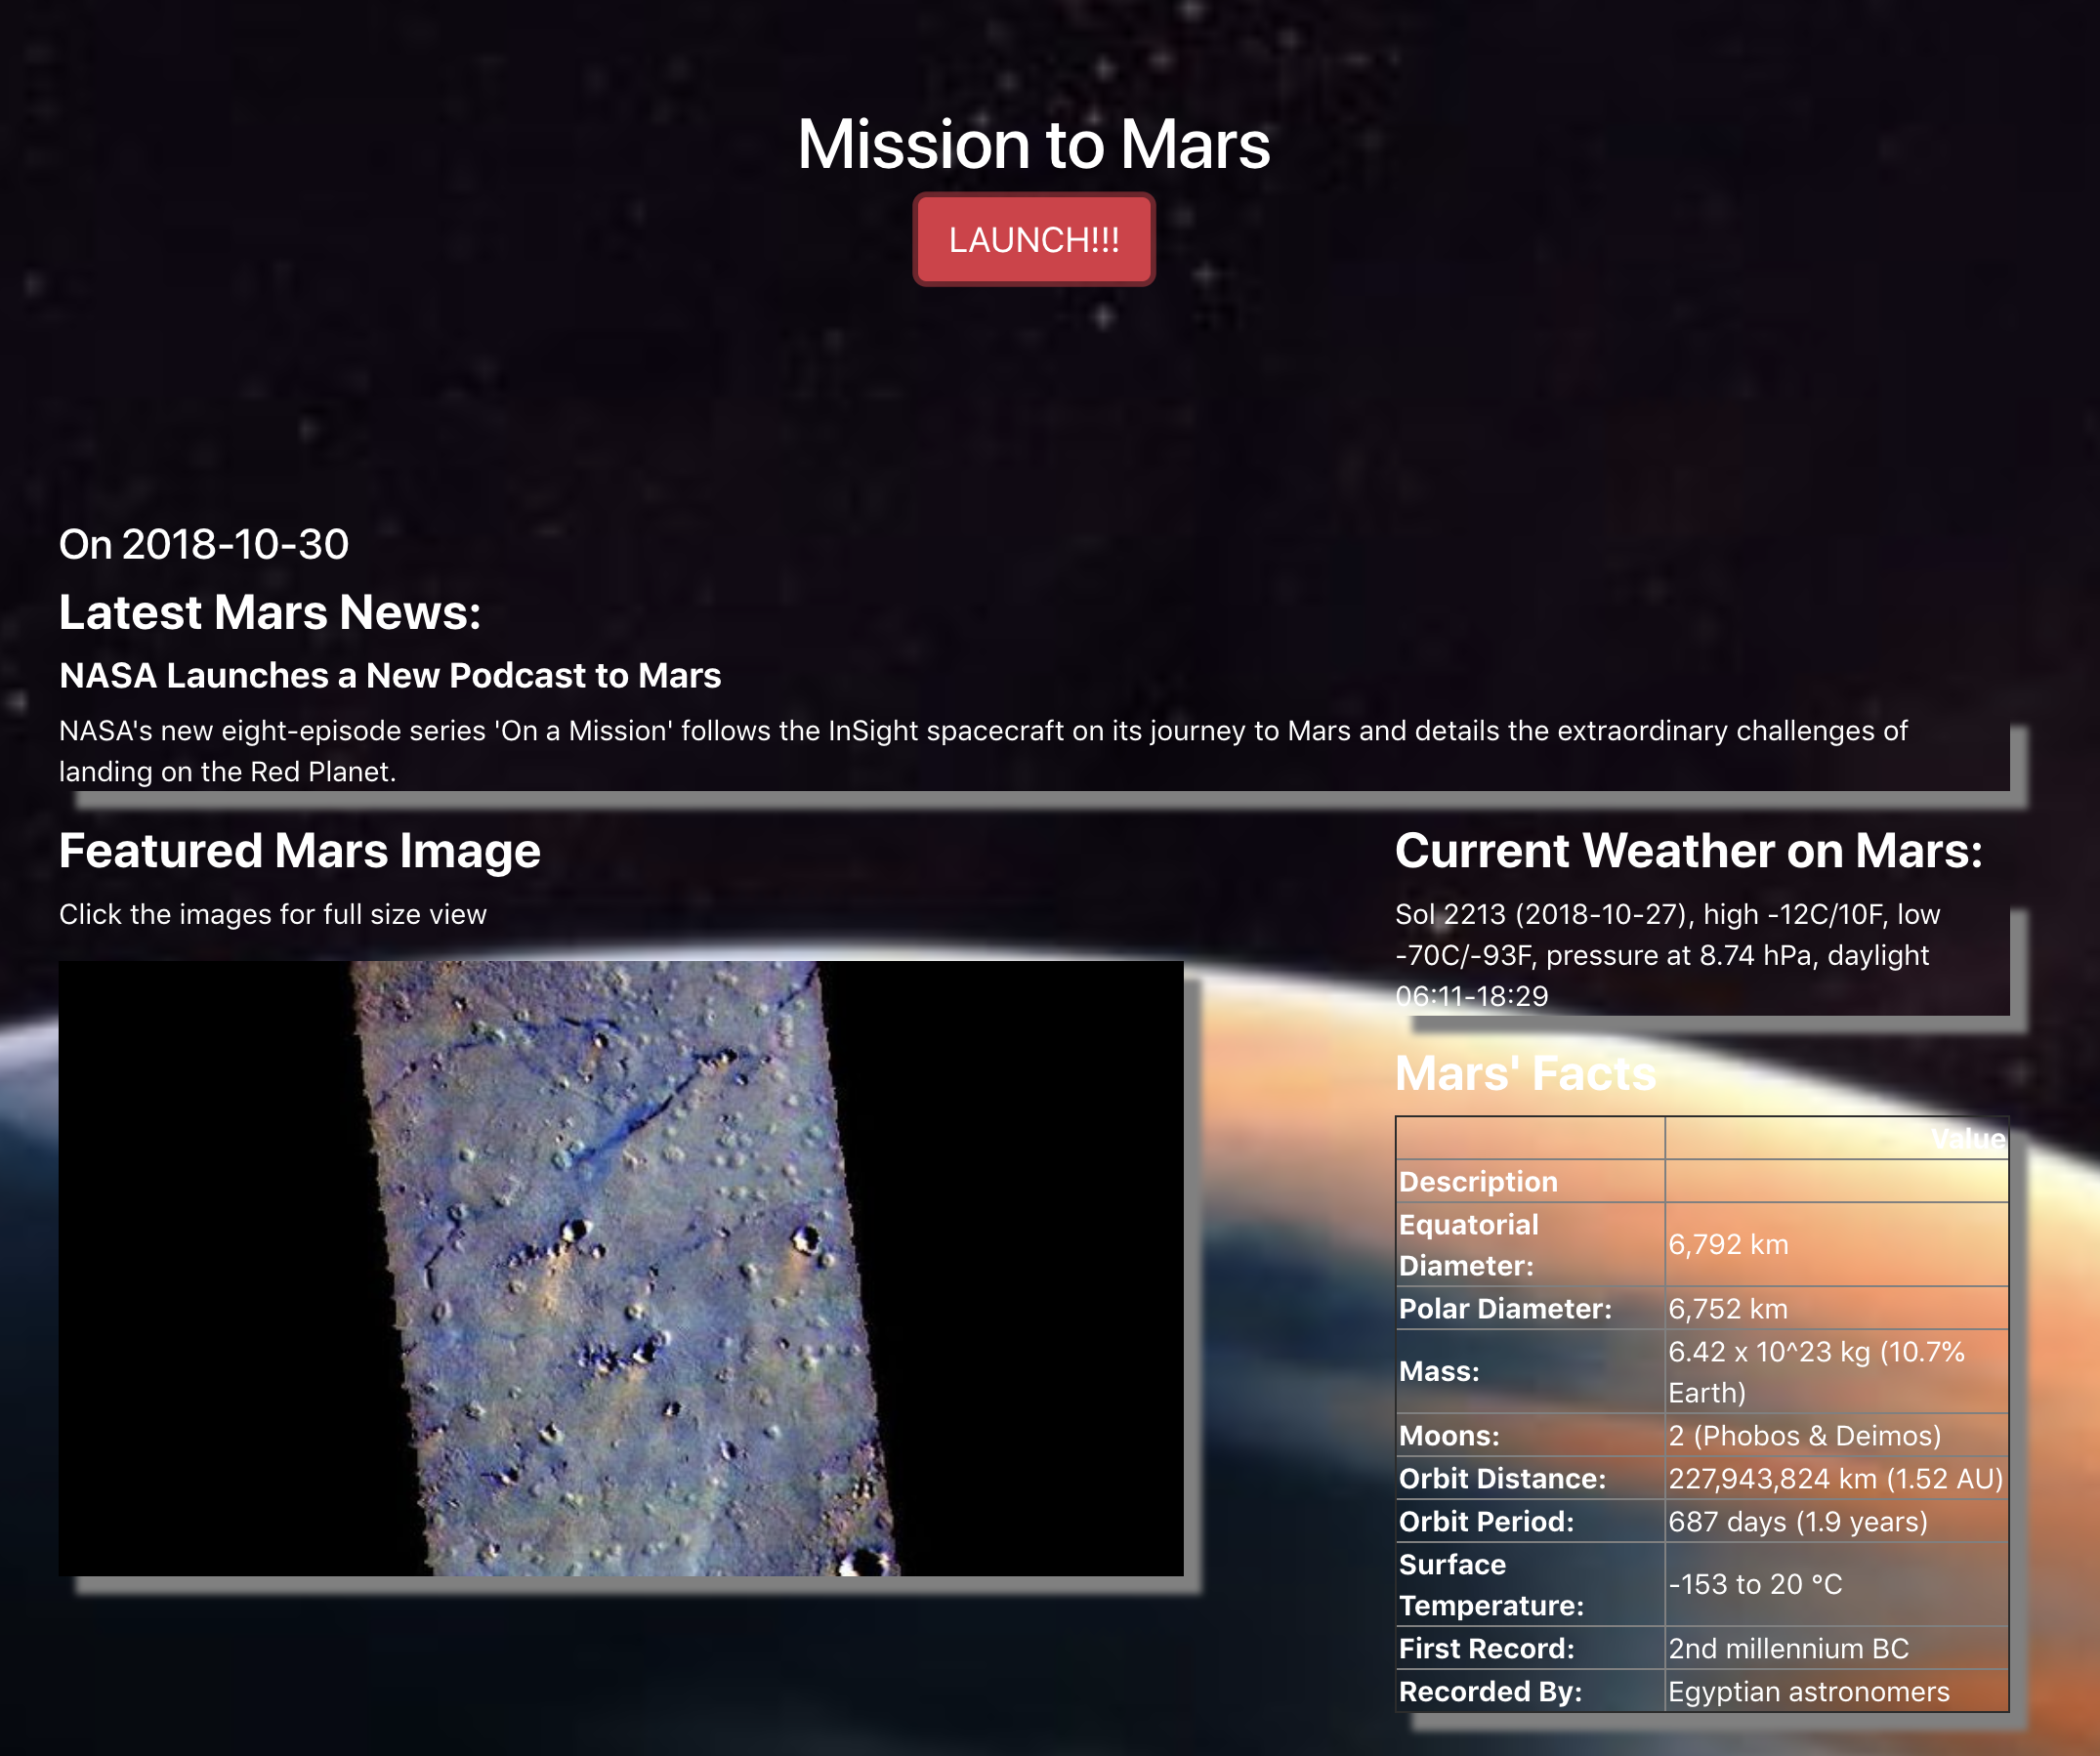 Mission to Mars
LAUNCH!!!
On 2018-10-30
Latest Mars News:
NASA Launches a New Podcast to Mars
NASA's new eight-episode series 'On a Mission' follows the InSight spacecraft on its journey to Mars and details the extraordinary challenges of
landing on the Red Planet.
Featured Mars Image
Click the images for full size view
Current Weather on Mars:
Sol 2213 (2018-10-27), high -12C/10F, low
-70C/-93F, pressure at 8.74 hPa, daylight
06:11-18:29
Mars' Facts
Value
Description
Equatorial
Diameter:
6,792 km
Polar Diameter: 6,752 km
Mass:
6.42 x 10^23 kg (10.7%
Earth)
Moons: 2 (Phobos & Deimos)
Orbit Distance: 227,943,824 km (1.52 AU)
Orbit Period: 687 days (1.9 years)
Surface
Temperature:
-153 to 20 °C
First Record: 2nd millennium BC
Recorded By: Egyptian astronomers